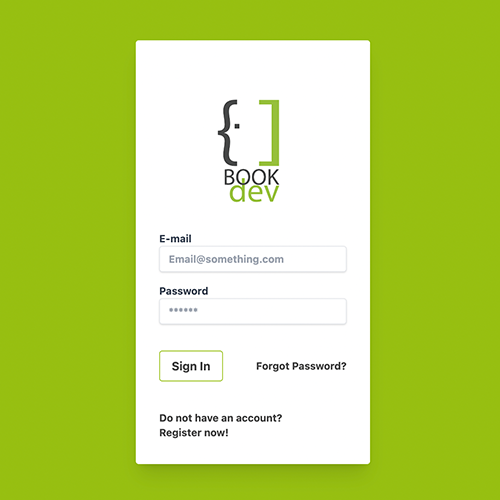 {. ]
BOOK
dev
E-mail
Email@something.com
Password
******
Sign In
Forgot Password?
Do not have an account?
Register now!